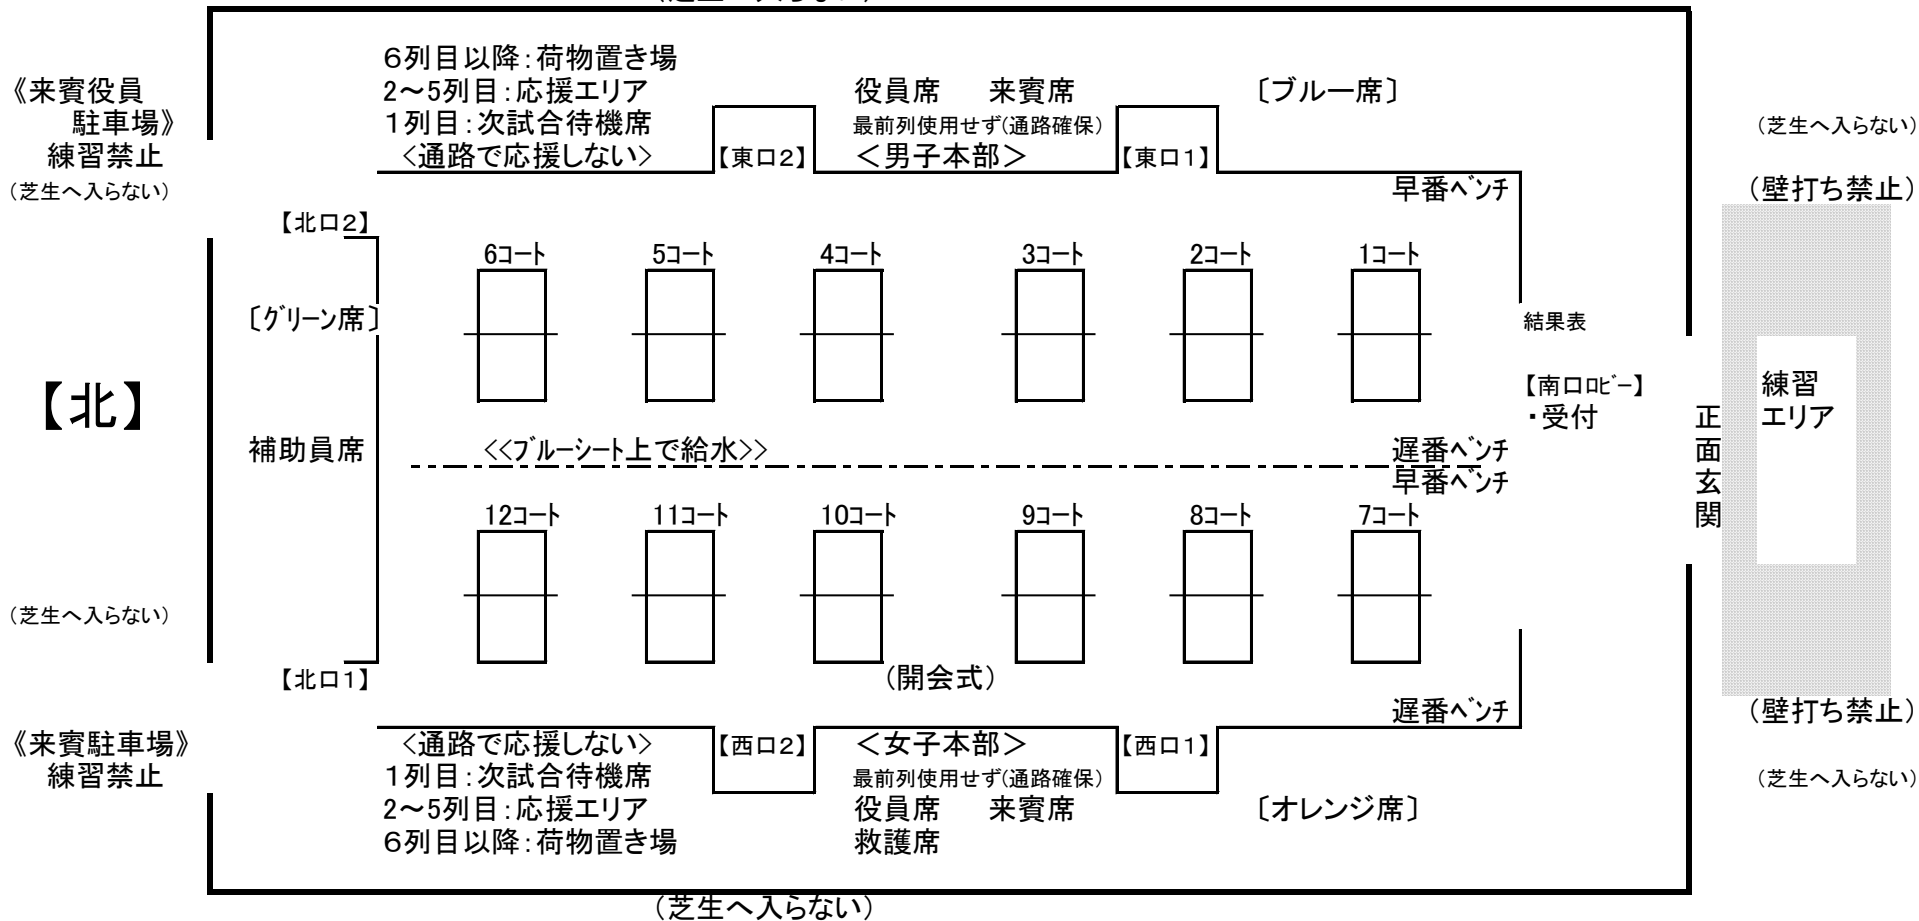 ６列目以降：荷物置き場
《来賓役員
2～5列目：応援エリア
役員席　来賓席
〔ブルー席〕
駐車場》
１列目：次試合待機席
最前列使用せず(通路確保)
（芝生へ入らない）
練習禁止
＜通路で応援しない＞
【東口２】
＜男子本部＞
【東口１】
（芝生へ入らない）
早番ベンチ
（壁打ち禁止）
【北口２】
6コート
5コート
4コート
3コート
2コート
1コート
〔グリーン席〕
結果表
【北】
【南口ロビー】
・受付
練習
エリア
正面玄関
補助員席
<<ブルーシート上で給水>>
遅番ベンチ
早番ベンチ
12コート
11コート
10コート
9コート
8コート
7コート
（芝生へ入らない）
【北口１】
（開会式）
遅番ベンチ
（壁打ち禁止）
《来賓駐車場》
＜通路で応援しない＞
【西口２】
＜女子本部＞
【西口１】
練習禁止
１列目：次試合待機席
最前列使用せず(通路確保)
（芝生へ入らない）
2～5列目：応援エリア
役員席　来賓席
〔オレンジ席〕
６列目以降：荷物置き場
救護席
（芝生へ入らない）